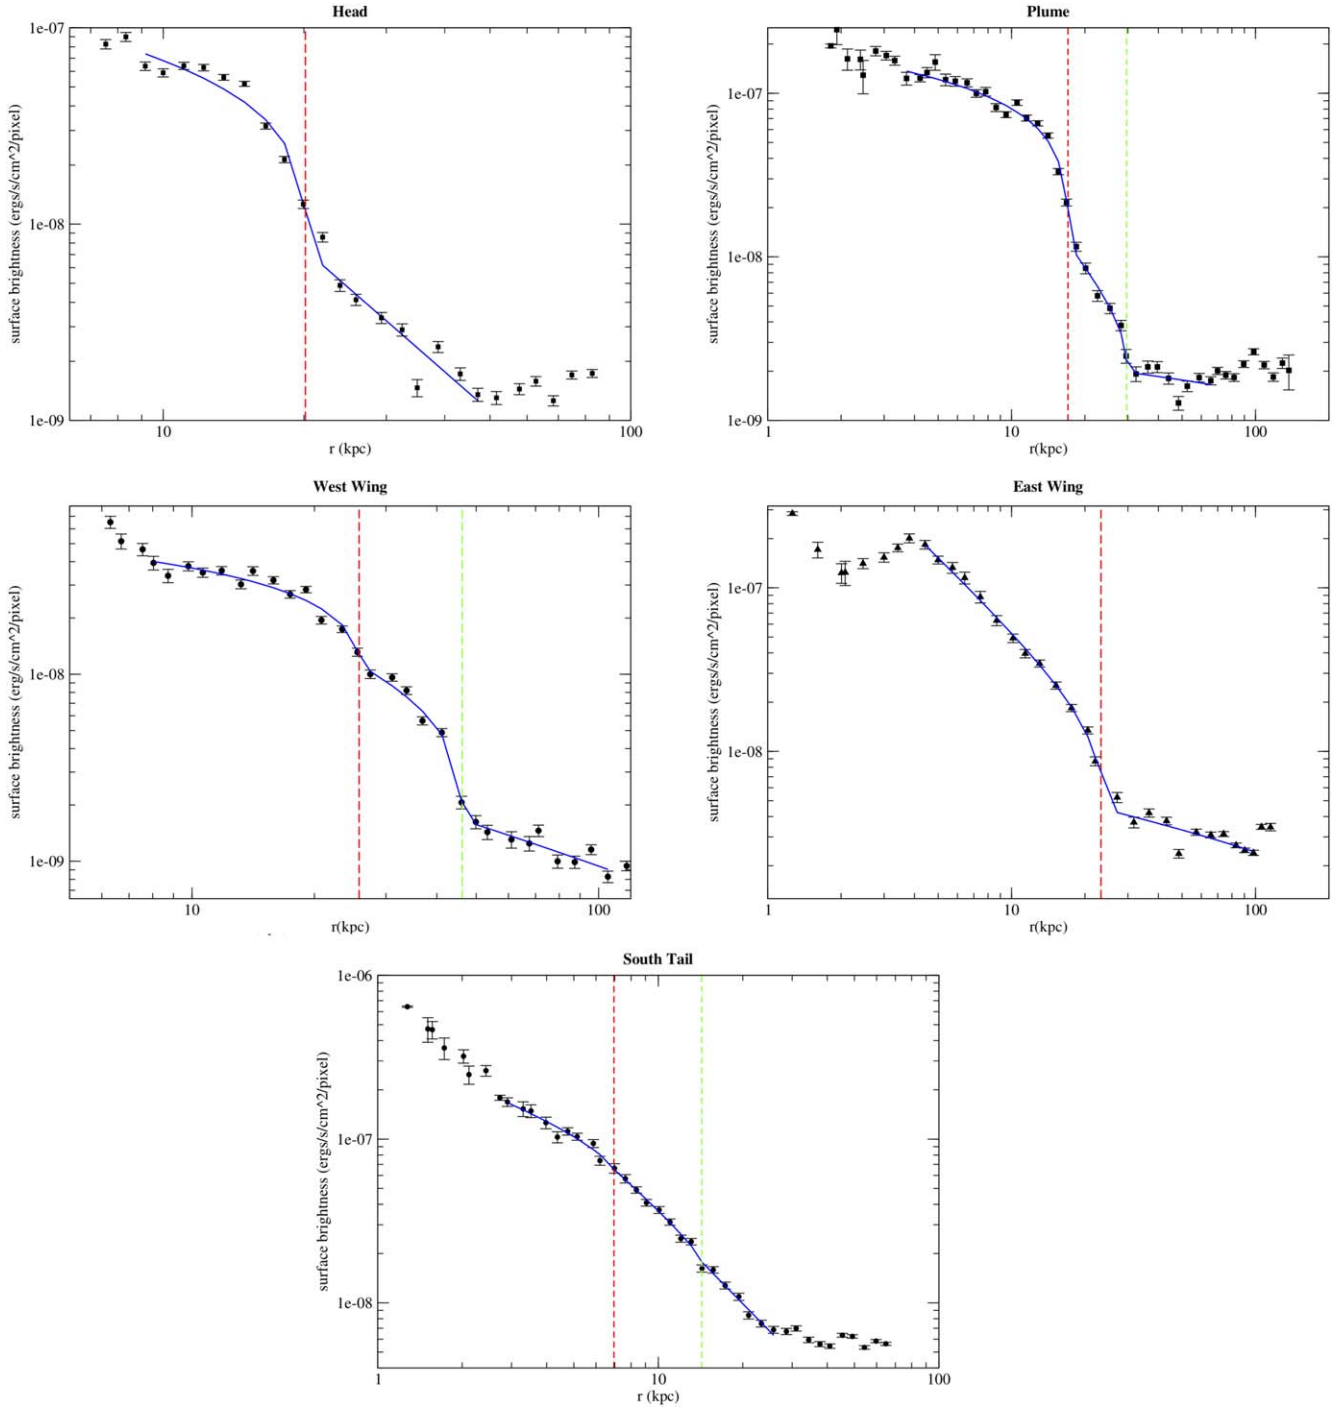 Head
1e-07
1e-08
1e-09
surface brightness (ergs/s/cm^2/pixel)
10
100
r (kpc)
Plume
1e-07
1e-08
1e-09
surface brightness (ergs/s/cm^2/pixel)
1
10
100
r(kpc)
West Wing
1e-08
1e-09
surface brightness (erg/s/cm^2/pixel)
10
100
r(kpc)
East Wing
1e-07
1e-08
surface brightness (ergs/s/cm^2/pixel)
1
10
100
r(kpc)
South Tail
1e-06
1e-07
1e-08
surface brightness (ergs/s/cm^2/pixel)
1
10
100
r (kpc)